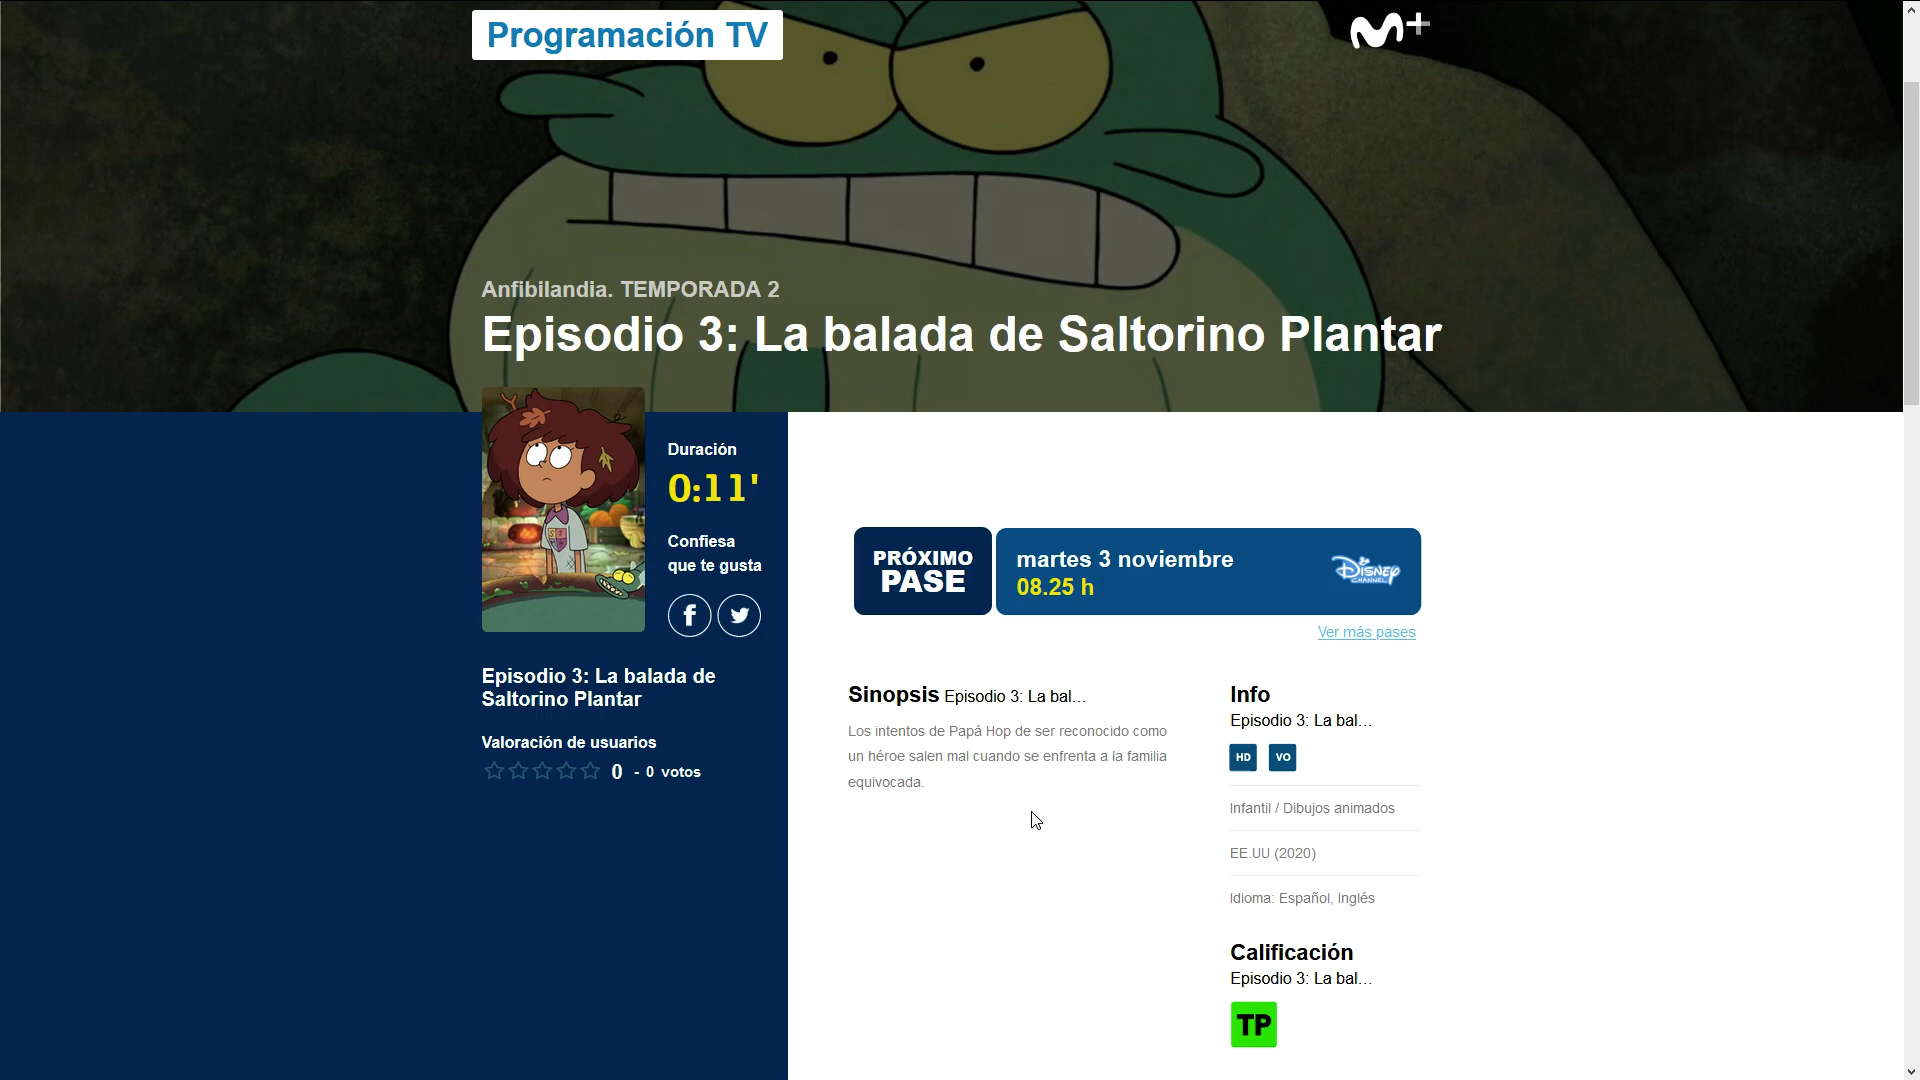 Programación TV
M+
Anfibilandia. TEMPORADA 2
Episodio 3: La balada de Saltorino Plantar
Duración
0:11'
Confiesa
que te gusta
Episodio 3: La balada de
Saltorino Plantar
Valoración de usuarios
0 - 0 votos
PRÓXIMO
PASE
martes 3 noviembre
08.25 h
Disney
CHANNEL
Ver más pases
Sinopsis Episodio 3: La bal...
Los intentos de Papá Hop de ser reconocido como
un héroe salen mal cuando se enfrenta a la familia
equivocada.
Info
Episodio 3: La bal...
HD VO
Infantil / Dibujos animados
EE.UU (2020)
Idioma: Español, Inglés
Calificación
Episodio 3: La bal...
TP